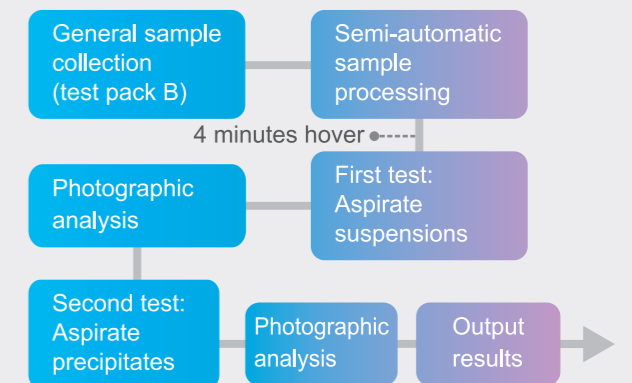 General sample
collection
(test pack B)
Semi-automatic
sample
processing
4 minutes hover
First test:
Aspirate
suspensions
Photographic
analysis
Second test:
Aspirate
precipitates
Photographic
analysis
Output
results